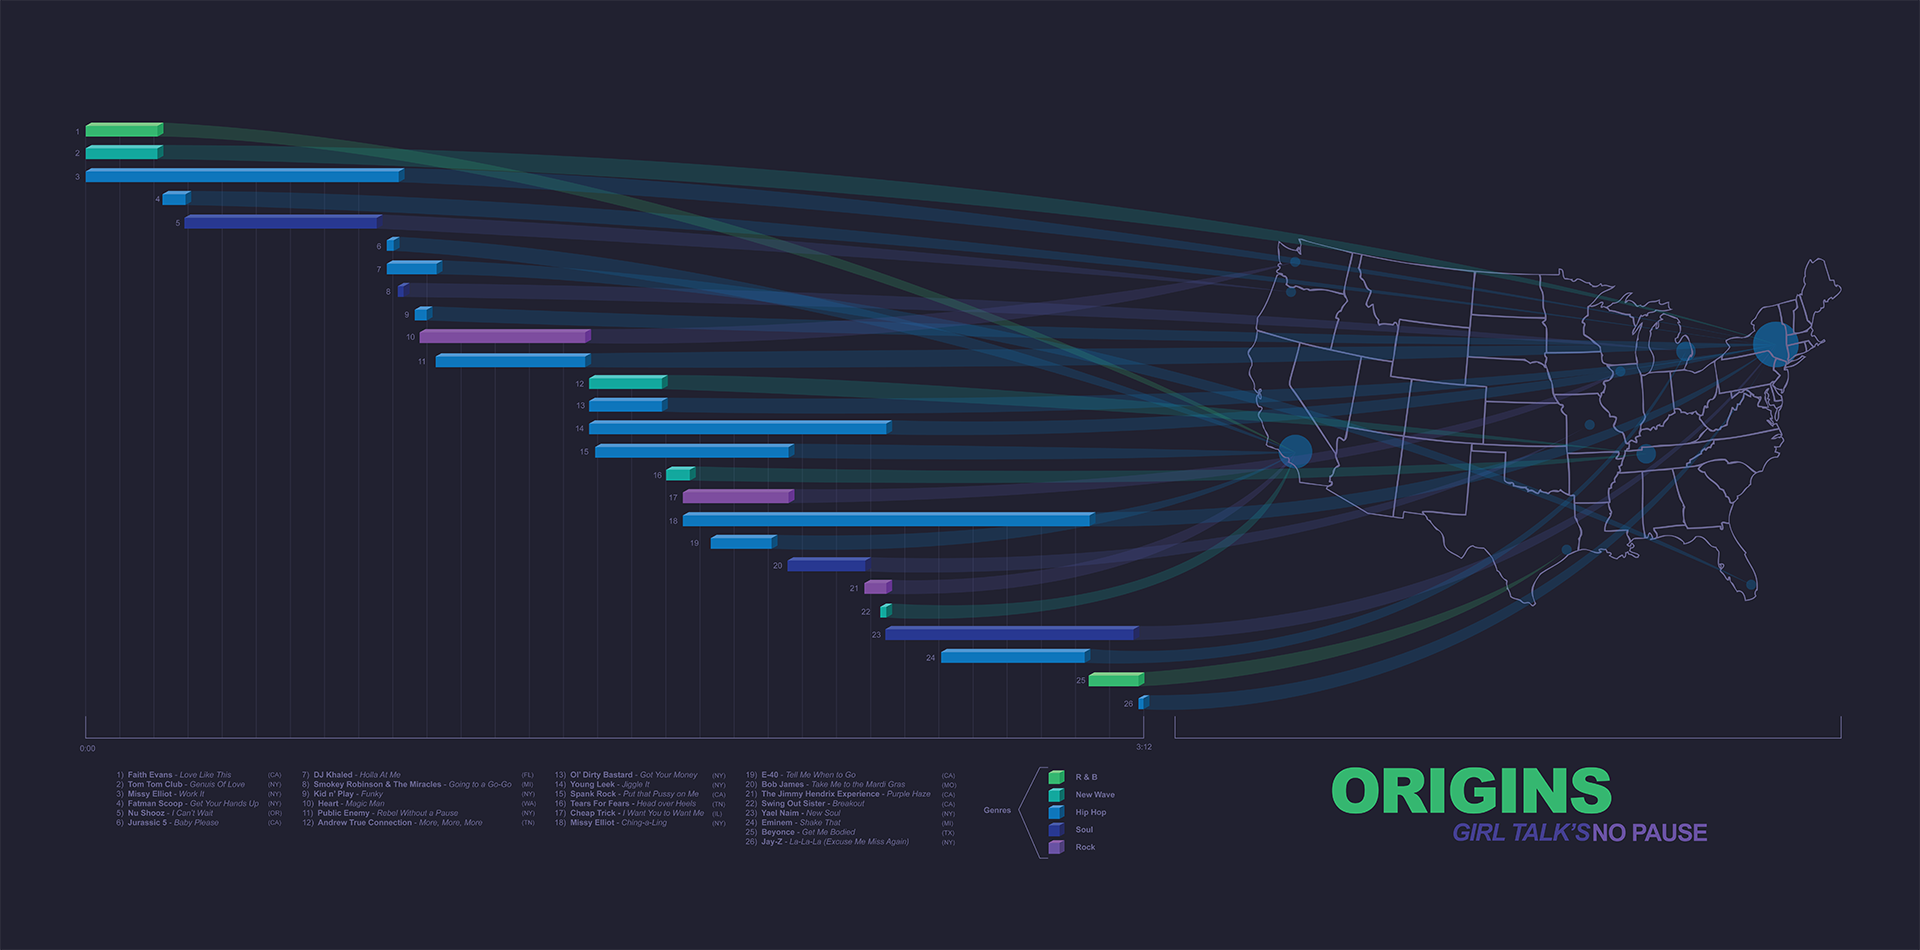 1
2
3
4
5
6
7
8
9
10
11
12
13
14
15
16
17
18
19
20
21
22
23
24
25
26
0:00
3:12
1) Faith Evans - Love Like This (CA)
2) Tom Tom Club - Genuis Of Love (NY)
3) Missy Elliot - Work It (NY)
4) Fatman Scoop - Get Your Hands Up (NY)
5) Nu Shooz - I Can't Wait (OR)
6) Jurassic 5 - Baby Please (CA)
7) DJ Khaled - Holla At Me (FL)
8) Smokey Robinson & The Miracles - Going to a Go-Go (MI)
9) Kid n' Play - Funky (NY)
10) Heart - Magic Man (WA)
11) Public Enemy - Rebel Without a Pause (NY)
12) Andrew True Connection - More, More, More (TN)
13) Ol' Dirty Bastard - Got Your Money (NY)
14) Young Leek - Jiggle It (NY)
15) Spank Rock - Put that Pussy on Me (CA)
16) Tears For Fears - Head over Heels (TN)
17) Cheap Trick - I Want You to Want Me (IL)
18) Missy Elliot - Ching-a-Ling (NY)
19) E-40 - Tell Me When to Go (CA)
20) Bob James - Take Me to the Mardi Gras (MO)
21) The Jimmy Hendrix Experience - Purple Haze (CA)
22) Swing Out Sister - Breakout (CA)
23) Yael Naim - New Soul (NY)
24) Eminem - Shake That (MI)
25) Beyonce - Get Me Bodied (TX)
26) Jay-Z - La-La-La (Excuse Me Miss Again) (NY)
Genres
R & B
New Wave
Hip Hop
Soul
Rock
ORIGINS
GIRL TALK'S NO PAUSE